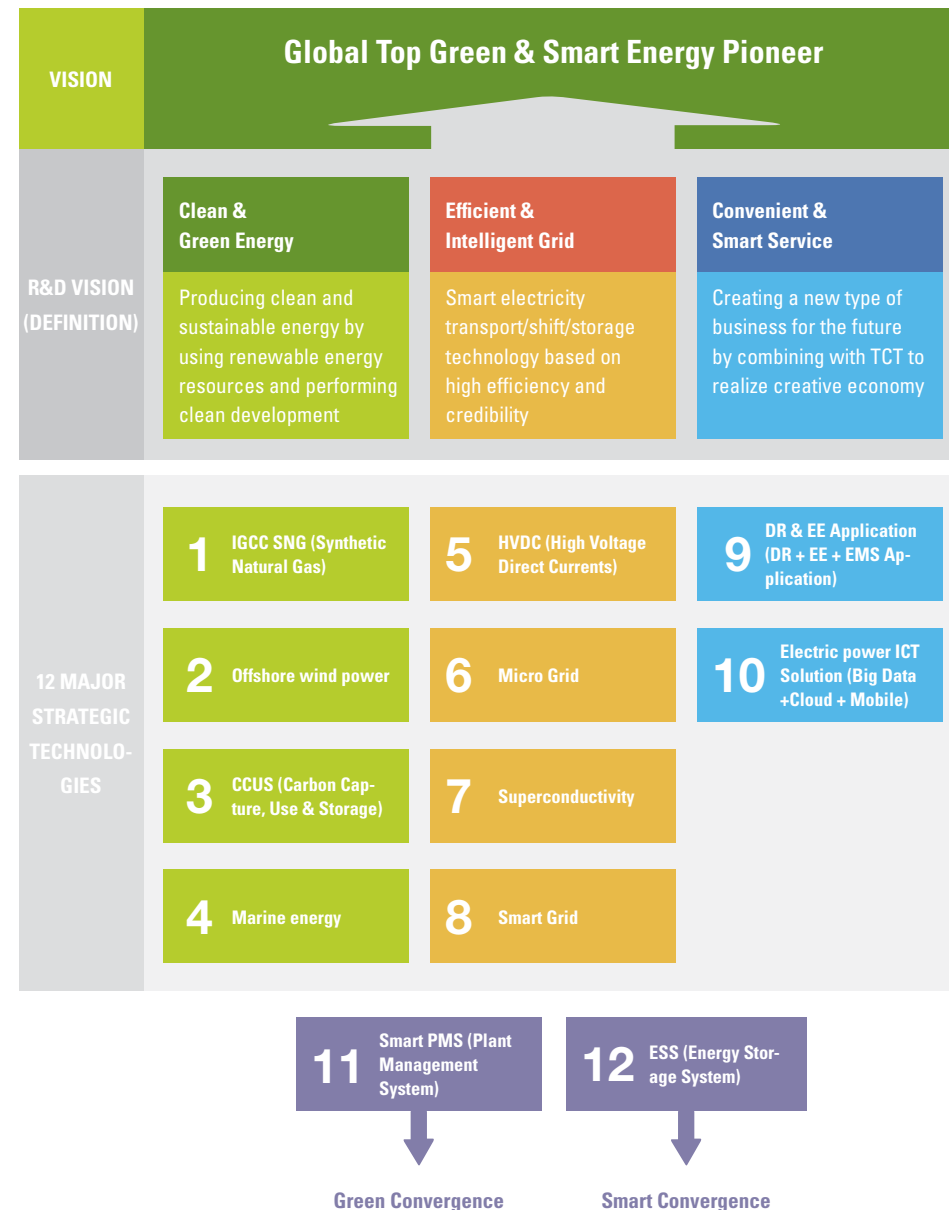 VISION
Global Top Green & Smart Energy Pioneer
R&D VISION
(DEFINITION)
Clean &
Green Energy
Producing clean and
sustainable energy by
using renewable energy
resources and performing
clean development
Efficient &
Intelligent Grid
Smart electricity
transport/shift/storage
technology based on
high efficiency and
credibility
Convenient &
Smart Service
Creating a new type of
business for the future
by combining with TCT to
realize creative economy
12 MAJOR
STRATEGIC
TECHNOLO-
GIES
1
IGCC SNG (Synthetic
Natural Gas)
2
Offshore wind power
3
CCUS (Carbon Cap-
ture, Use & Storage)
4
Marine energy
5
HVDC (High Voltage
Direct Currents)
6
Micro Grid
7
Superconductivity
8
Smart Grid
9
DR & EE Application
(DR + EE + EMS Ap-
plication)
10
Electric power ICT
Solution (Big Data
+Cloud + Mobile)
11
Smart PMS (Plant
Management
System)
Green Convergence
12
ESS (Energy Stor-
age System)
Smart Convergence